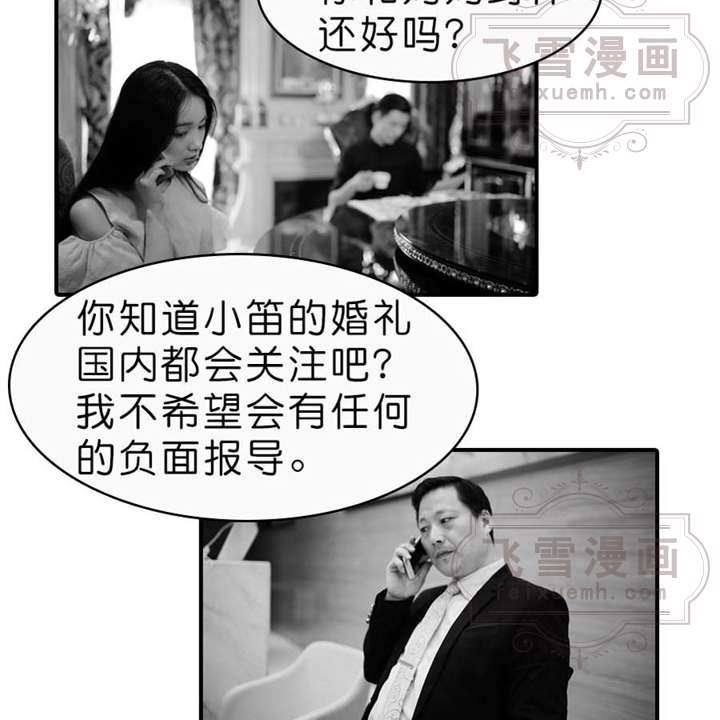 还好吗?
飞雪漫画
feixuemh.com
你知道小笛的婚礼
国内都会关注吧?
我不希望会有任何
的负面报导。
飞雪漫画
feixuemh.com